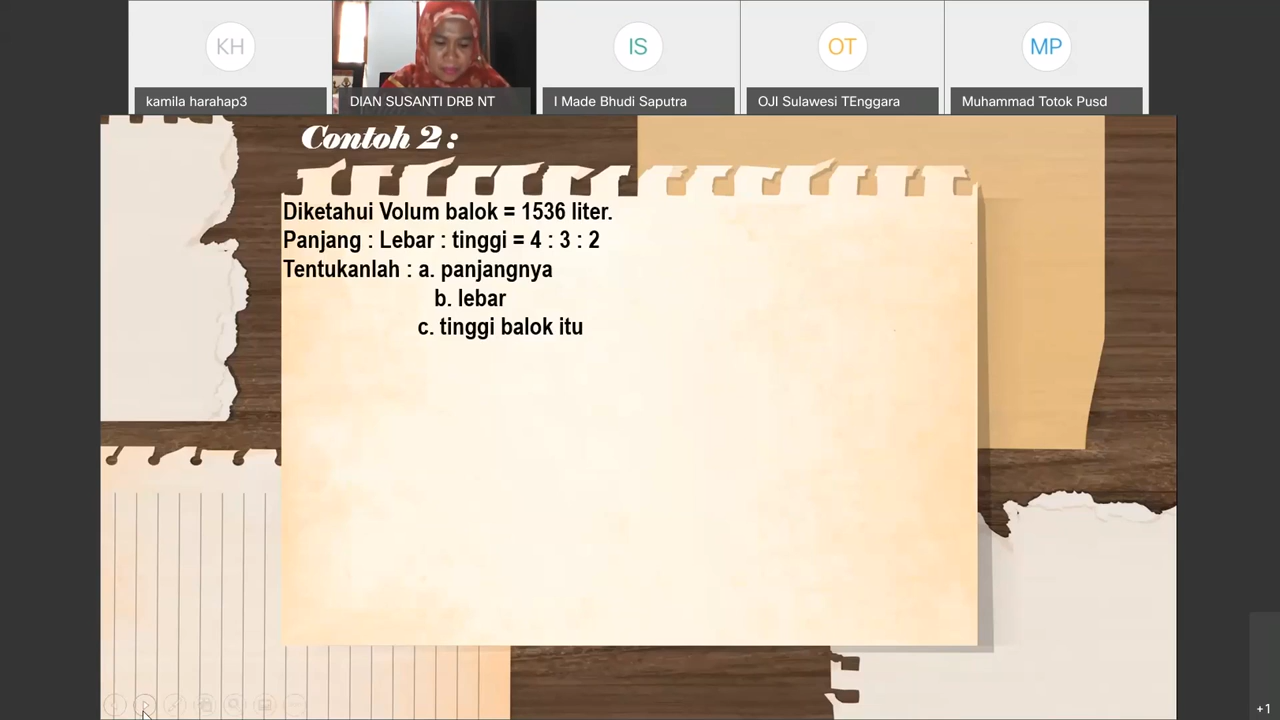 KH
IS
OT
MP
kamila harahap3
DIAN SUSANTI DRB NT
I Made Bhudi Saputra
OJI Sulawesi TEnggara
Muhammad Totok Pusd
Contoh 2 :
Diketahui Volum balok = 1536 liter.
Panjang : Lebar : tinggi = 4 : 3 : 2
Tentukanlah : a. panjangnya
b. lebar
c. tinggi balok itu
+1